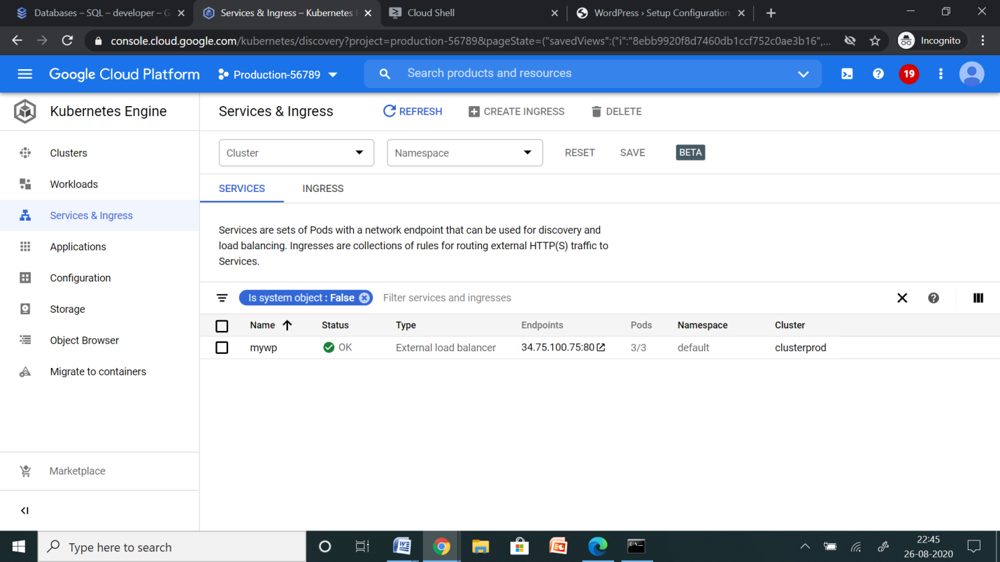 Databases – SQL – developer – G
Services & Ingress – Kubernetes E
Cloud Shell
WordPress › Setup Configuration
console.cloud.google.com/kubernetes/discovery?project=production-56789&pageState=("savedViews":("i":"8ebb9920f8d7460db1ccf752c0ae3b16",...
Incognito
Google Cloud Platform
Production-56789
Search products and resources
19
Kubernetes Engine
Services & Ingress
REFRESH
CREATE INGRESS
DELETE
Clusters
Workloads
Services & Ingress
Applications
Configuration
Storage
Object Browser
Migrate to containers
Marketplace
Cluster
Namespace
RESET
SAVE
BETA
SERVICES
INGRESS
Services are sets of Pods with a network endpoint that can be used for discovery and
load balancing. Ingresses are collections of rules for routing external HTTP(S) traffic to
Services.
Is system object : False
Filter services and ingresses
Name Status Type Endpoints Pods Namespace Cluster
mywp OK External load balancer 34.75.100.75:80 3/3 default clusterprod
Type here to search
22:45
26-08-2020